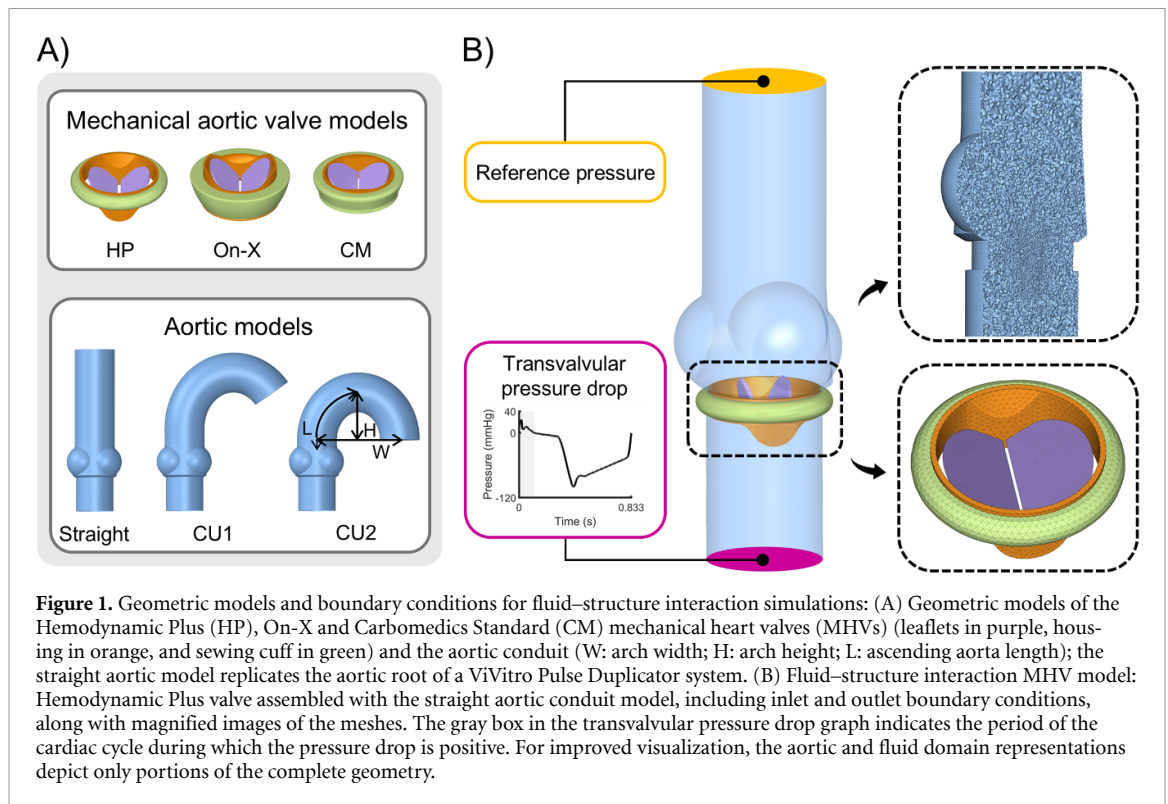 A)
Mechanical aortic valve models
HP
On-X
CM
Aortic models
L
H
W
Straight
CU1
CU2
B)
Reference pressure
Transvalvular
pressure drop
Pressure (mmHg)
40
0
-120
0
0.833
Time (s)
Figure 1. Geometric models and boundary conditions for fluid–structure interaction simulations: (A) Geometric models of the
Hemodynamic Plus (HP), On-X and Carbomedics Standard (CM) mechanical heart valves (MHVs) (leaflets in purple, hous-
ing in orange, and sewing cuff in green) and the aortic conduit (W: arch width; H: arch height; L: ascending aorta length); the
straight aortic model replicates the aortic root of a ViVitro Pulse Duplicator system. (B) Fluid–structure interaction MHV model:
Hemodynamic Plus valve assembled with the straight aortic conduit model, including inlet and outlet boundary conditions,
along with magnified images of the meshes. The gray box in the transvalvular pressure drop graph indicates the period of the
cardiac cycle during which the pressure drop is positive. For improved visualization, the aortic and fluid domain representations
depict only portions of the complete geometry.